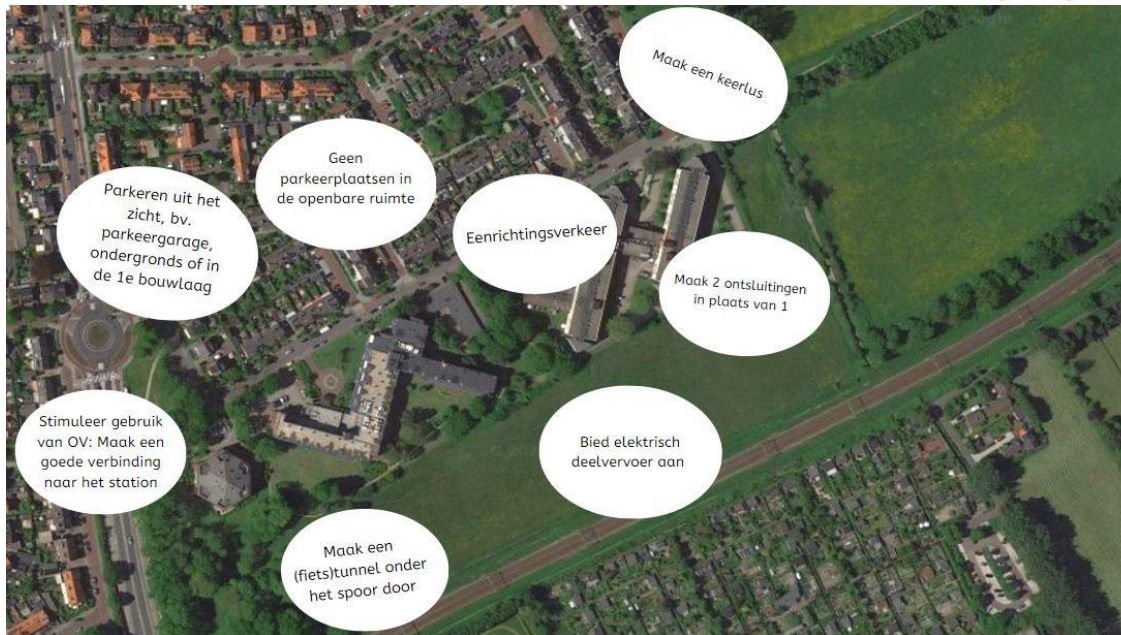 Maak een keerlus
Geen
parkeerplaatsen in
de openbare ruimte
Parkeren uit het
zicht, bv.
parkeergarage,
ondergronds of in
de 1e bouwlaag
Eenrichtingsverkeer
Maak 2 ontsluitingen
in plaats van 1
Stimuleer gebruik
van OV: Maak een
goede verbinding
naar het station
Bied elektrisch
deelvervoer aan
Maak een
(fiets)tunnel onder
het spoor door